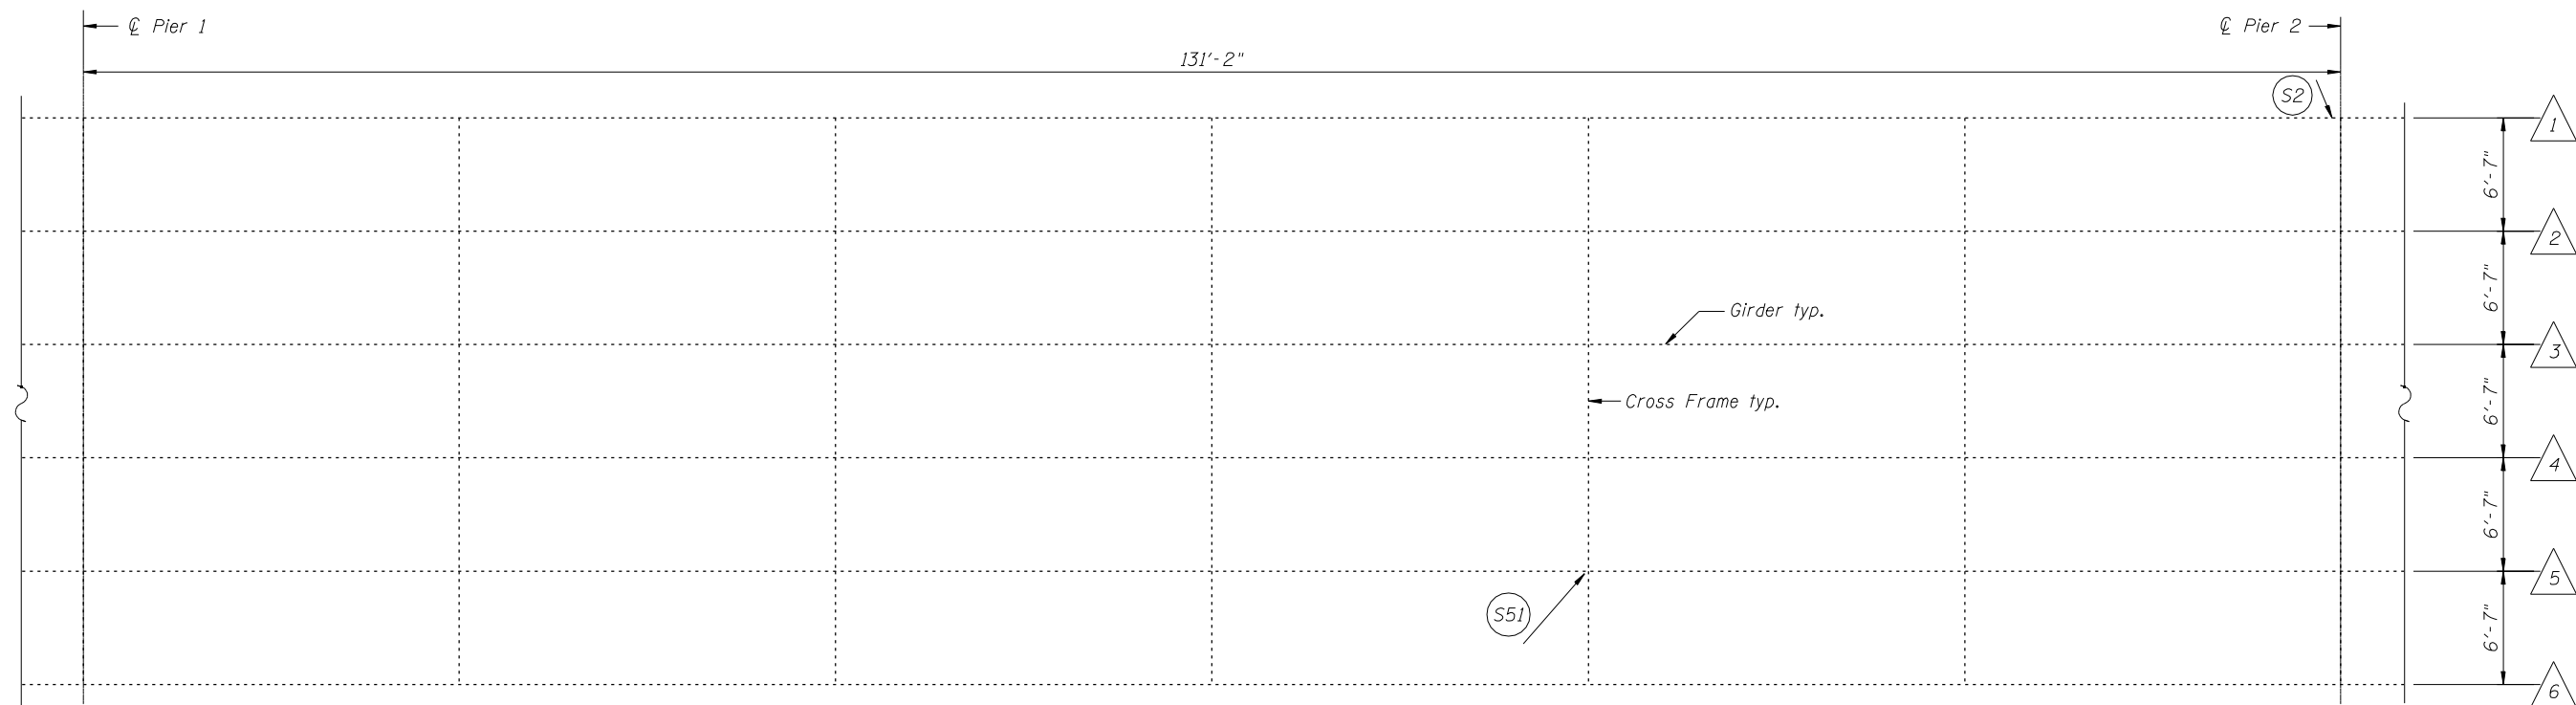 ℄ Pier 1
℄ Pier 2
131'-2"
S2
1
6'-7"
2
6'-7"
Girder typ.
3
Cross Frame typ.
6'-7"
4
6'-7"
5
S51
6'-7"
6